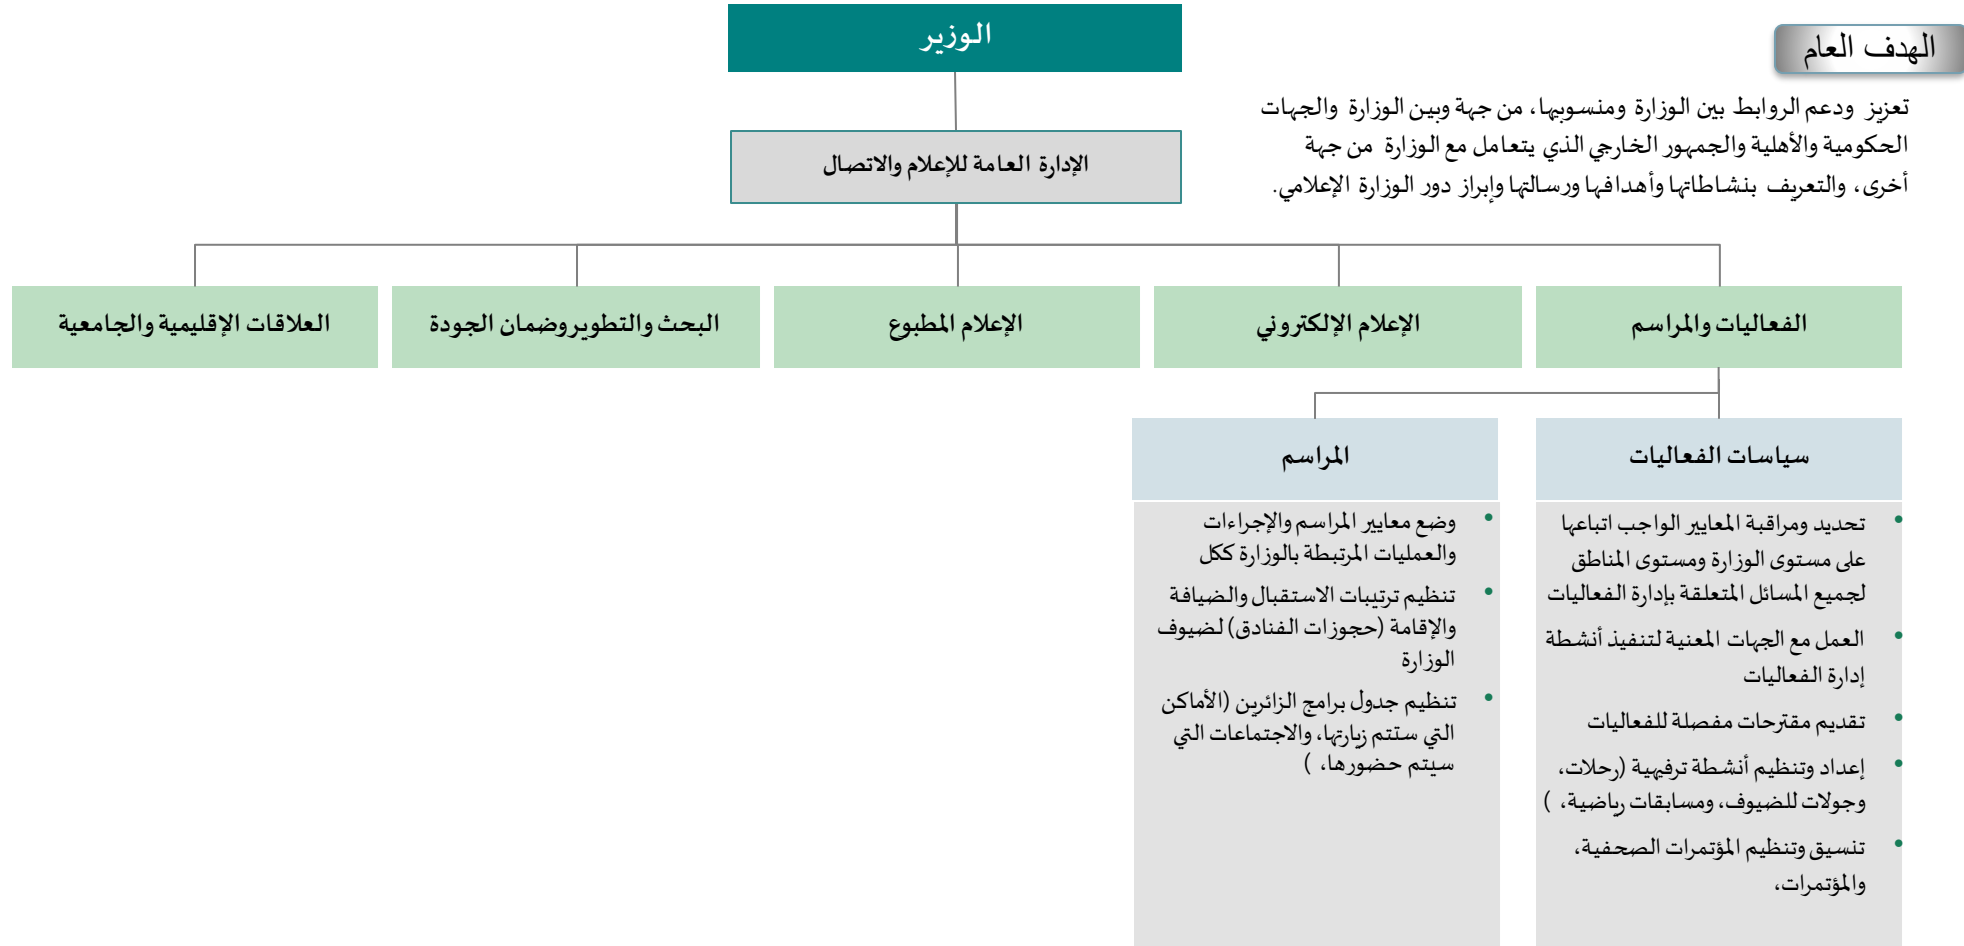 الهدف العام
تعزيز ودعم الروابط بين الوزارة ومنسوبيها، من جهة وبين الوزارة والجهات
الحكومية والأهلية والجمهور الخارجي الذي يتعامل مع الوزارة من جهة
أخرى، والتعريف بنشاطاتها وأهدافها ورسالتها وإبراز دور الوزارة الإعلامي.
الوزير
الإدارة العامة للإعلام والاتصال
الفعاليات والمراسم
الإعلام الإلكتروني
الإعلام المطبوع
البحث والتطويروضمان الجودة
العلاقات الإقليمية والجامعية
سياسات الفعاليات
• تحديد ومراقبة المعايير الواجب اتباعها
على مستوى الوزارة ومستوى المناطق
لجميع المسائل المتعلقة بإدارة الفعاليات
• العمل مع الجهات المعنية لتنفيذ أنشطة
إدارة الفعاليات
• تقديم مقترحات مفصلة للفعاليات
• إعداد وتنظيم أنشطة ترفيهية (رحلات،
وجولات للضيوف، ومسابقات رياضية، )
• تنسيق وتنظيم المؤتمرات الصحفية،
والمؤتمرات،
المراسم
• وضع معايير المراسم والإجراءات
والعمليات المرتبطة بالوزارة ككل
• تنظيم ترتيبات الاستقبال والضيافة
والإقامة (حجوزات الفنادق) لضيوف
الوزارة
• تنظيم جدول برامج الزائرين (الأماكن
التي ستتم زيارتها، والاجتماعات التي
سيتم حضورها، )